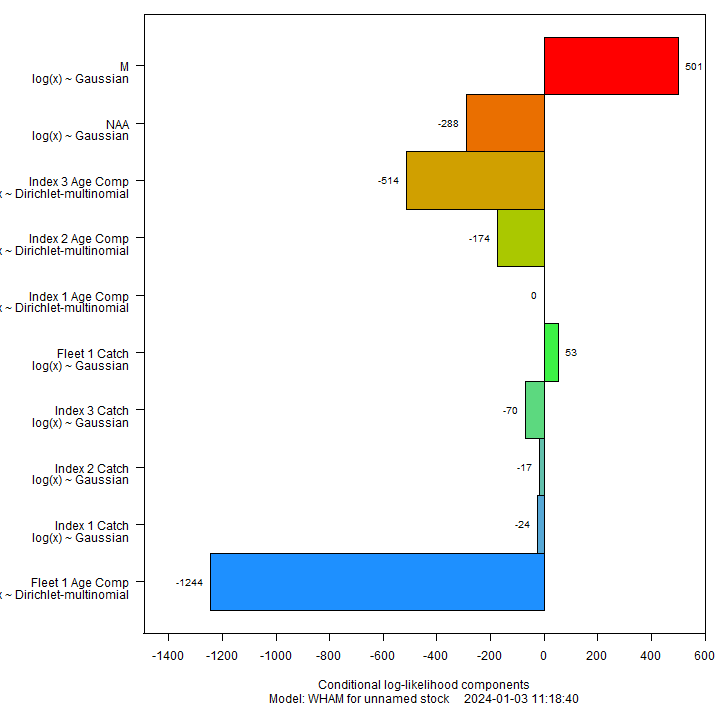 M
log(x) ~ Gaussian
501
NAA
log(x) ~ Gaussian
-288
Index 3 Age Comp
x ~ Dirichlet-multinomial
-514
Index 2 Age Comp
x ~ Dirichlet-multinomial
-174
Index 1 Age Comp
x ~ Dirichlet-multinomial
0
Fleet 1 Catch
log(x) ~ Gaussian
53
Index 3 Catch
log(x) ~ Gaussian
-70
Index 2 Catch
log(x) ~ Gaussian
-17
Index 1 Catch
log(x) ~ Gaussian
-24
Fleet 1 Age Comp
x ~ Dirichlet-multinomial
-1244
-1400 -1200 -1000 -800 -600 -400 -200 0 200 400 600
Conditional log-likelihood components
Model: WHAM for unnamed stock 2024-01-03 11:18:40